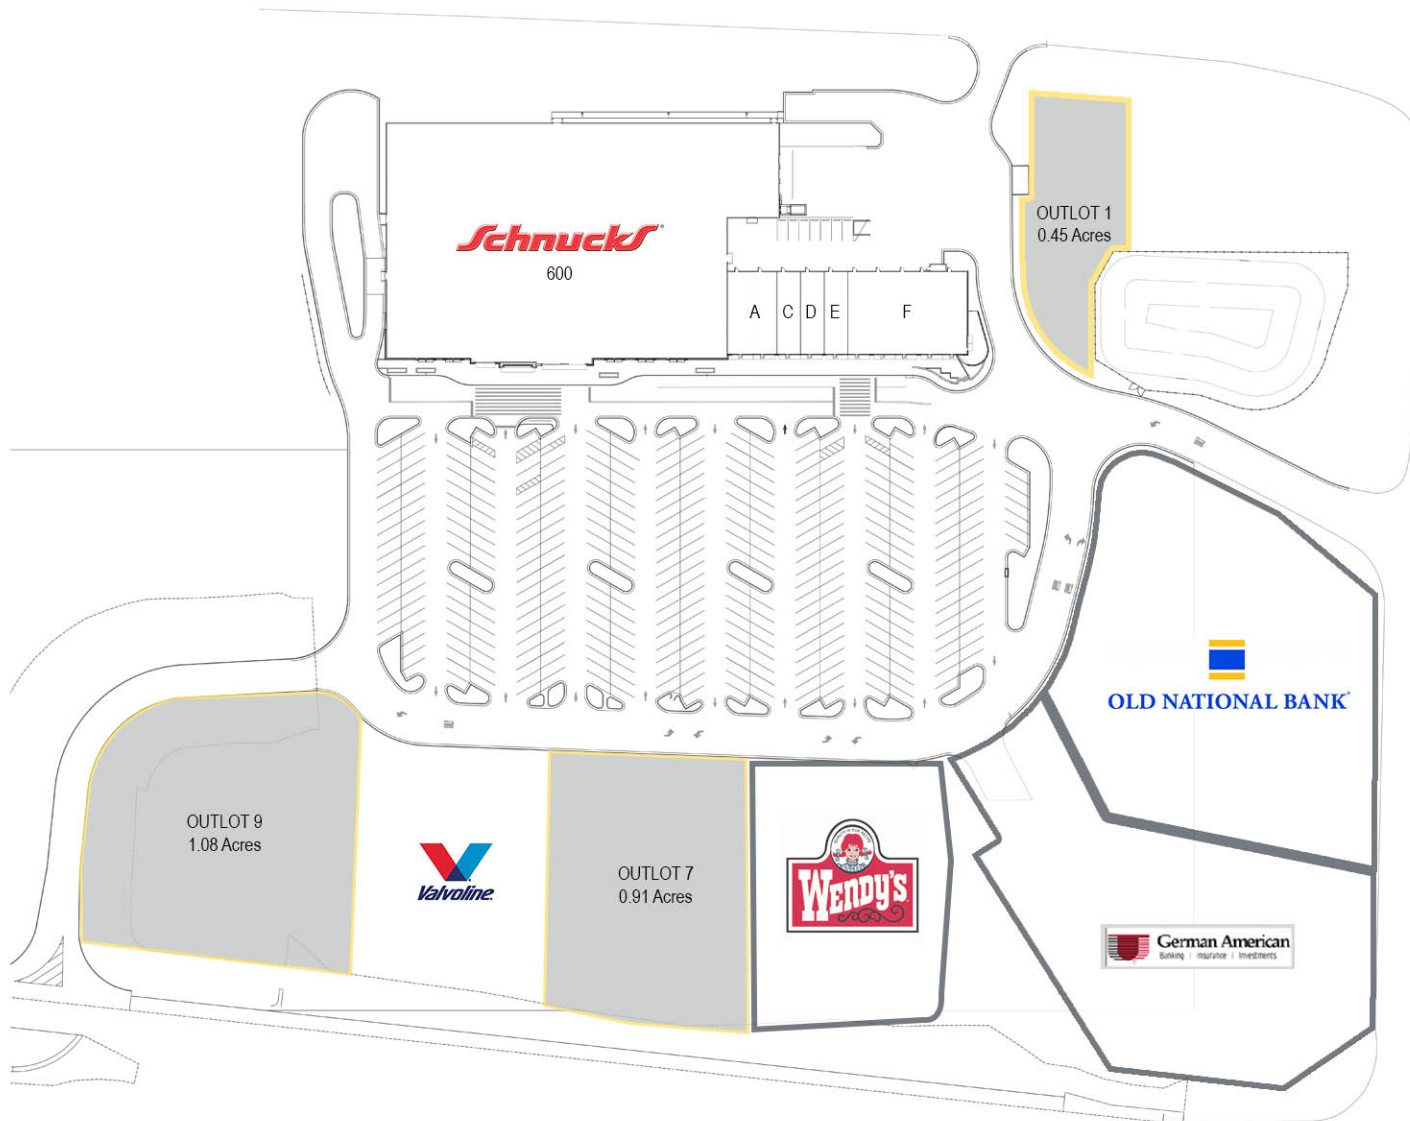 Schnucks
600
A
C
D
E
F
OUTLOT 1
0.45 Acres
OLD NATIONAL BANK
OUTLOT 9
1.08 Acres
Valvoline
OUTLOT 7
0.91 Acres
WENDY'S
German American
Banking | Insurance | Investments